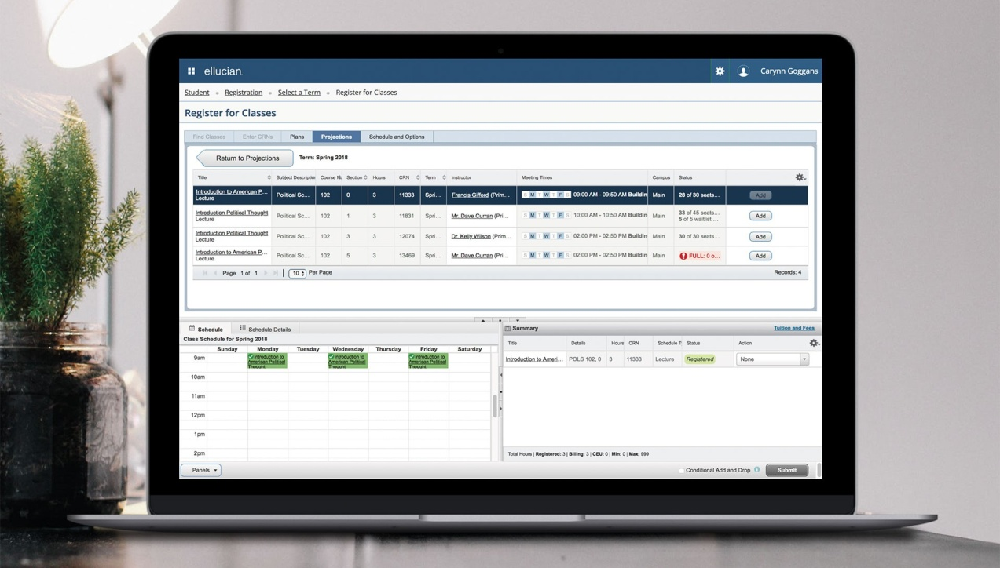 ellucian
Carynn Goggans
Student Registration Select a Term Register for Classes
Register for Classes
Find Classes Enter CRNs Plans Projections Schedule and Options
Return to Projections Term: Spring 2018
Title Subject Descriptior Course Hours Section CRN Term Instructor Meeting Times Campus Status
Introduction to American P... Political Sc... 102 0 3 11333 Spri... Francis Gifford (Prim... S M T W T F S 09:00 AM - 09:50 AM Buildin Main 28 of 30 seats... Add
Lecture
Introduction Political Thought Political Sc... 102 1 3 11831 Spri... Mr. Dave Curran (Pri... S M T W T F S 10:00 AM - 10:50 AM Buildin Main 33 of 45 seats... Add
Lecture 5 of 5 waitlist ...
Introduction Political Thought Political Sc... 102 3 3 12074 Spri... Dr. Kelly Wilson (Prim... S M T W T F S 02:00 PM - 02:50 PM Buildin Main 30 of 30 seats... Add
Lecture
Introduction to American P... Political Sc... 102 5 3 13469 Spri... Mr. Dave Curran (Pri... S M T W T F S 02:00 PM - 02:50 PM Buildin Main FULL: 0 o... Add
Lecture
Page 1 of 1 10 Per Page Records: 4
Schedule Schedule Details
Class Schedule for Spring 2018
Sunday Monday Tuesday Wednesday Thursday Friday Saturday
9am Introduction to American Political Thought Introduction to American Political Thought Introduction to American Political Thought
10am
11am
12pm
1pm
2pm
Summary Tuition and Fees
Title Details Hours CRN Schedule T Status Action
Introduction to Ameri... POLS 102, 0 3 11333 Lecture Registered None
Total Hours | Registered: 3 | Billing: 3 | CEU: 0 | Min: 0 | Max: 999
Panels Conditional Add and Drop Submit